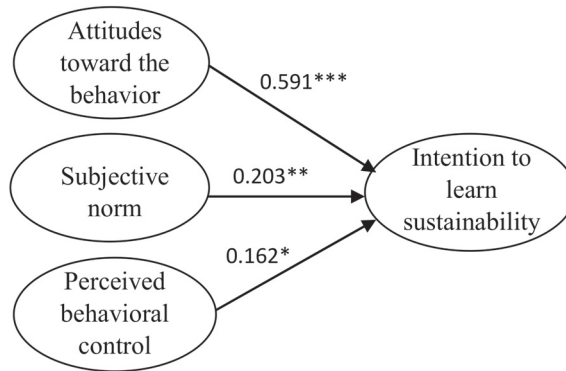 Attitudes
toward the
behavior
0.591***
Subjective
norm
0.203**
Intention to
learn
sustainability
Perceived
behavioral
control
0.162*